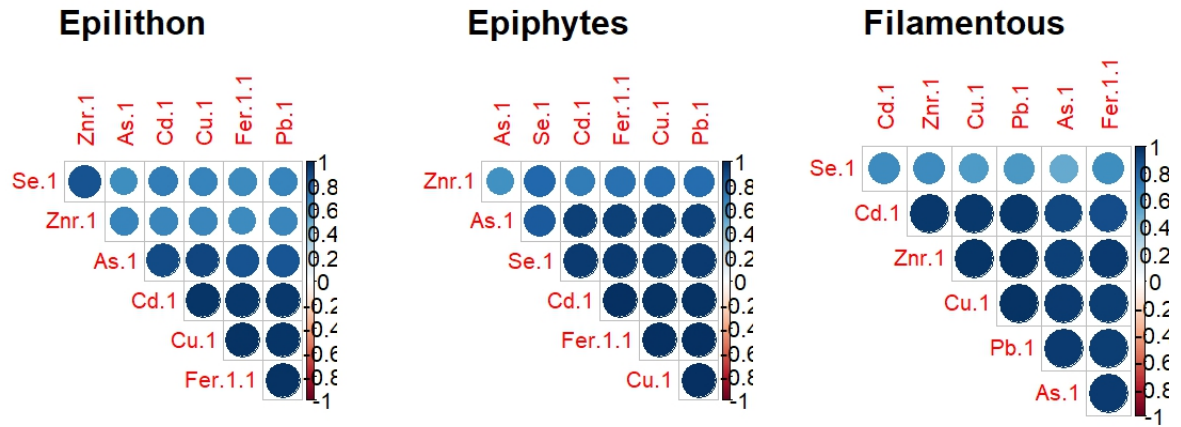 Epilithon
Znr.1
As.1
Cd.1
Cu.1
Fer.1.1
Pb.1
Se.1
Znr.1
As.1
Cd.1
Cu.1
Fer.1.1
1
0.8
0.6
0.4
0.2
0
-0.2
-0.4
-0.6
-0.8
-1
Epiphytes
As.1
Se.1
Cd.1
Fer.1.1
Cu.1
Pb.1
Znr.1
As.1
Se.1
Cd.1
Fer.1.1
Cu.1
1
0.8
0.6
0.4
0.2
0
-0.2
-0.4
-0.6
-0.8
-1
Filamentous
Cd.1
Znr.1
Cu.1
Pb.1
As.1
Fer.1.1
Se.1
Cd.1
Znr.1
Cu.1
Pb.1
As.1
1
0.8
0.6
0.4
0.2
0
-0.2
-0.4
-0.6
-0.8
-1